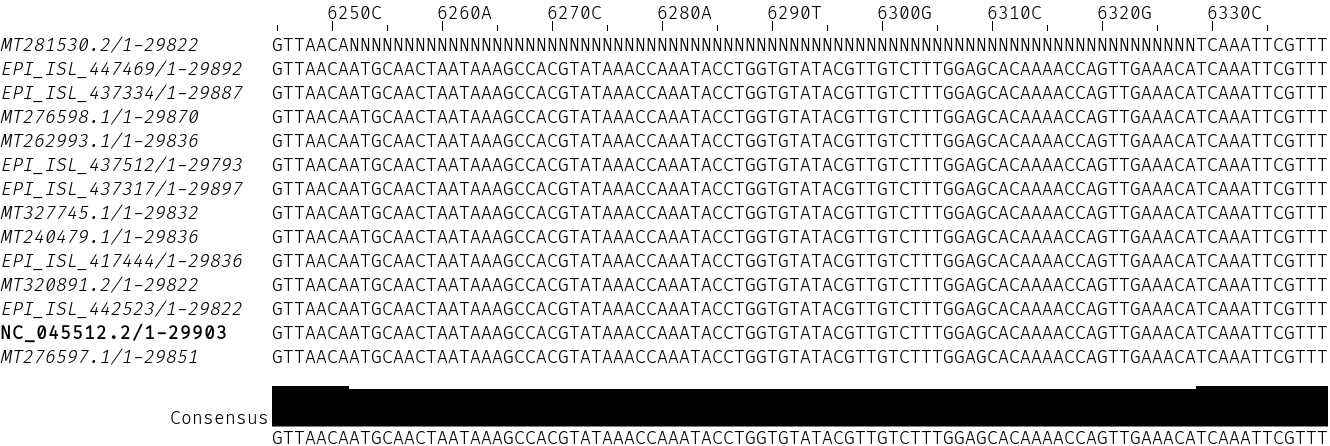 6250C 6260A 6270C 6280A 6290T 6300G 6310C 6320G 6330C
MT281530.2/1-29822 GTTAACANNNNNNNNNNNNNNNNNNNNNNNNNNNNNNNNNNNNNNNNNNNNNNNNNNNNNNNNNNNNNNNNNNNNNNNNNNNNNTCAAATTCGTTT
EPI_ISL_447469/1-29892 GTTAACAATGCAACTAATAAAGCCACGTATAAACCAAATACCTGGTGTATACGTTGTCTTTGGAGCACAAAACCAGTTGAAACATCAAATTCGTTT
EPI_ISL_437334/1-29887 GTTAACAATGCAACTAATAAAGCCACGTATAAACCAAATACCTGGTGTATACGTTGTCTTTGGAGCACAAAACCAGTTGAAACATCAAATTCGTTT
MT276598.1/1-29870 GTTAACAATGCAACTAATAAAGCCACGTATAAACCAAATACCTGGTGTATACGTTGTCTTTGGAGCACAAAACCAGTTGAAACATCAAATTCGTTT
MT262993.1/1-29836 GTTAACAATGCAACTAATAAAGCCACGTATAAACCAAATACCTGGTGTATACGTTGTCTTTGGAGCACAAAACCAGTTGAAACATCAAATTCGTTT
EPI_ISL_437512/1-29793 GTTAACAATGCAACTAATAAAGCCACGTATAAACCAAATACCTGGTGTATACGTTGTCTTTGGAGCACAAAACCAGTTGAAACATCAAATTCGTTT
EPI_ISL_437317/1-29897 GTTAACAATGCAACTAATAAAGCCACGTATAAACCAAATACCTGGTGTATACGTTGTCTTTGGAGCACAAAACCAGTTGAAACATCAAATTCGTTT
MT327745.1/1-29832 GTTAACAATGCAACTAATAAAGCCACGTATAAACCAAATACCTGGTGTATACGTTGTCTTTGGAGCACAAAACCAGTTGAAACATCAAATTCGTTT
MT240479.1/1-29836 GTTAACAATGCAACTAATAAAGCCACGTATAAACCAAATACCTGGTGTATACGTTGTCTTTGGAGCACAAAACCAGTTGAAACATCAAATTCGTTT
EPI_ISL_417444/1-29836 GTTAACAATGCAACTAATAAAGCCACGTATAAACCAAATACCTGGTGTATACGTTGTCTTTGGAGCACAAAACCAGTTGAAACATCAAATTCGTTT
MT320891.2/1-29822 GTTAACAATGCAACTAATAAAGCCACGTATAAACCAAATACCTGGTGTATACGTTGTCTTTGGAGCACAAAACCAGTTGAAACATCAAATTCGTTT
EPI_ISL_442523/1-29822 GTTAACAATGCAACTAATAAAGCCACGTATAAACCAAATACCTGGTGTATACGTTGTCTTTGGAGCACAAAACCAGTTGAAACATCAAATTCGTTT
NC_045512.2/1-29903 GTTAACAATGCAACTAATAAAGCCACGTATAAACCAAATACCTGGTGTATACGTTGTCTTTGGAGCACAAAACCAGTTGAAACATCAAATTCGTTT
MT276597.1/1-29851 GTTAACAATGCAACTAATAAAGCCACGTATAAACCAAATACCTGGTGTATACGTTGTCTTTGGAGCACAAAACCAGTTGAAACATCAAATTCGTTT
Consensus
GTTAACAATGCAACTAATAAAGCCACGTATAAACCAAATACCTGGTGTATACGTTGTCTTTGGAGCACAAAACCAGTTGAAACATCAAATTCGTTT